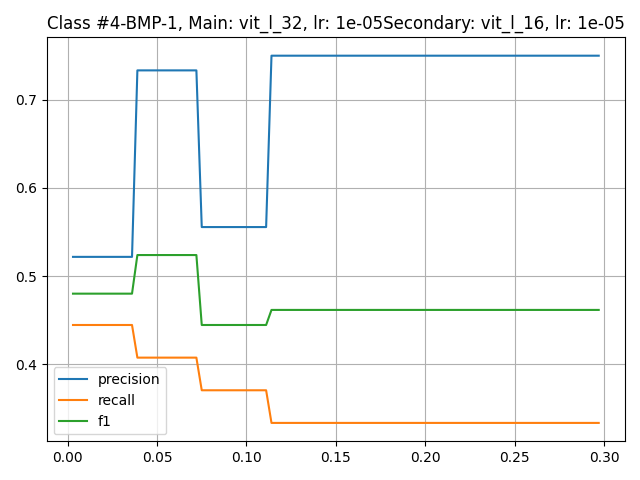 Class #4-BMP-1, Main: vit_l_32, lr: 1e-05Secondary: vit_l_16, lr: 1e-05
0.7
0.6
0.5
0.4
precision
recall
f1
0.00 0.05 0.10 0.15 0.20 0.25 0.30